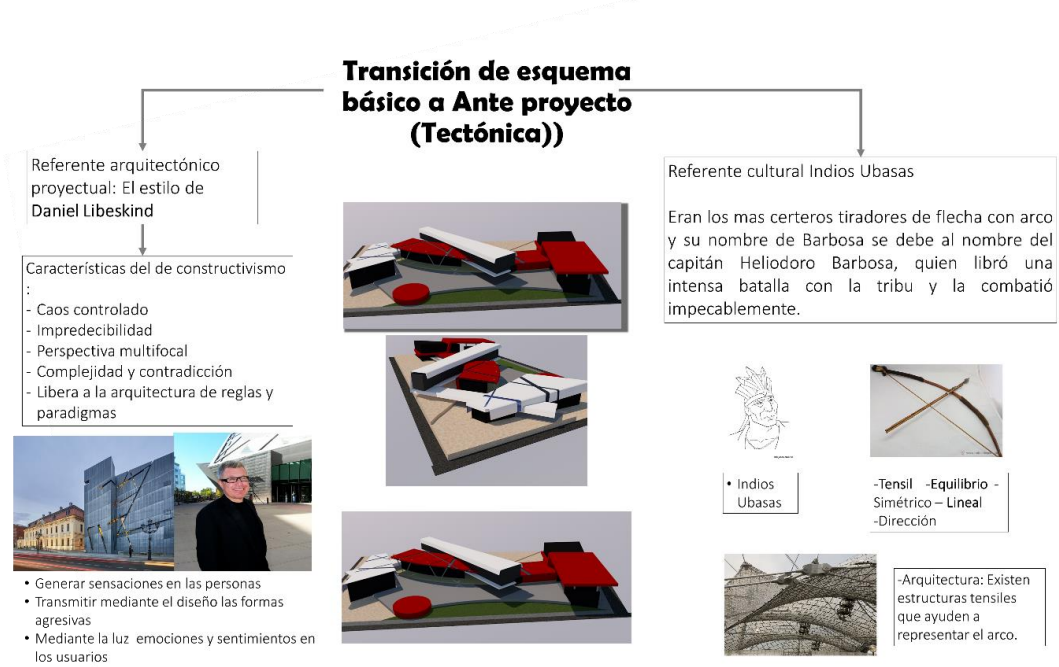 Transición de esquema
básico a Ante proyecto
(Tectónica))
Referente arquitectónico
proyectual: El estilo de
Daniel Libeskind
Características del de constructivismo
:
- Caos controlado
- Impredecibilidad
- Perspectiva multifocal
- Complejidad y contradicción
- Libera a la arquitectura de reglas y
paradigmas
• Generar sensaciones en las personas
• Transmitir mediante el diseño las formas
agresivas
• Mediante la luz emociones y sentimientos en
los usuarios
Referente cultural Indios Ubasas
Eran los mas certeros tiradores de flecha con arco
y su nombre de Barbosa se debe al nombre del
capitán Heliodoro Barbosa, quien libró una
intensa batalla con la tribu y la combatió
impecablemente.
• Indios
Ubasas
-Tensil -Equilibrio -
Simétrico – Lineal
-Dirección
-Arquitectura: Existen
estructuras tensiles
que ayuden a
representar el arco.